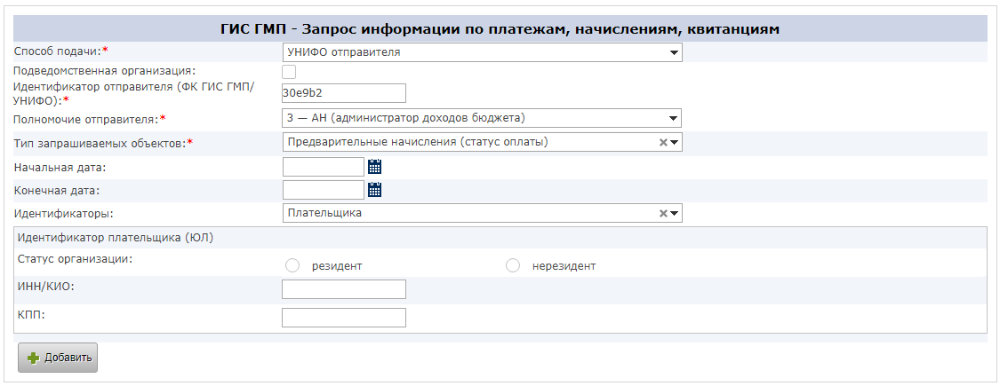 ГИС ГМП - Запрос информации по платежам, начислениям, квитанциям
Способ подачи:* УНИФО отправителя
Подведомственная организация:
Идентификатор отправителя (ФК ГИС ГМП/
УНИФО):* 30e9b2
Полномочие отправителя:* 3 — АН (администратор доходов бюджета)
Тип запрашиваемых объектов:* Предварительные начисления (статус оплаты)
Начальная дата:
Конечная дата:
Идентификаторы: Плательщика
Идентификатор плательщика (ЮЛ)
Статус организации: резидент нерезидент
ИНН/КИО:
КПП:
Добавить